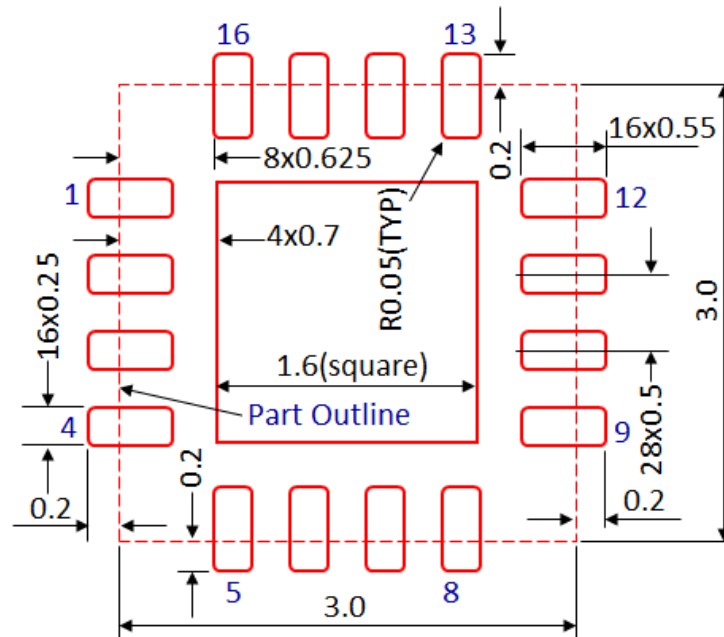 16
13
8x0.625
0.2
16x0.55
1
12
4x0.7
R0.05(TYP)
16x0.25
3.0
1.6(square)
Part Outline
4
9
28x0.5
0.2
0.2
0.2
5
8
3.0